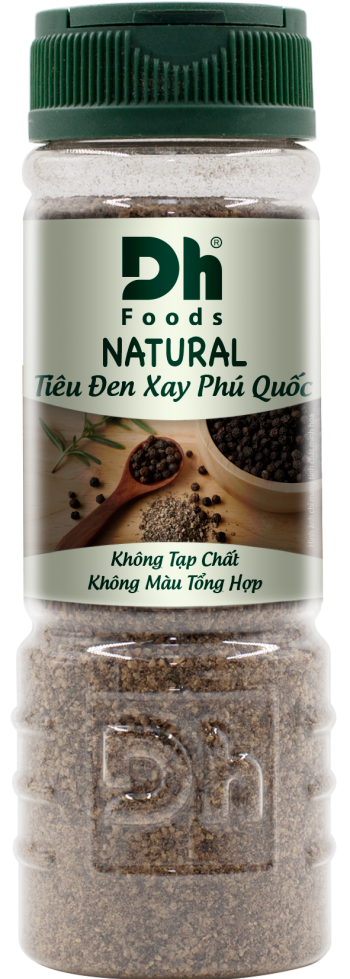 Dh®
Foods
NATURAL
Tiêu Đen Xay Phú Quốc
Không Tạp Chất
Không Màu Tổng Hợp
Dh